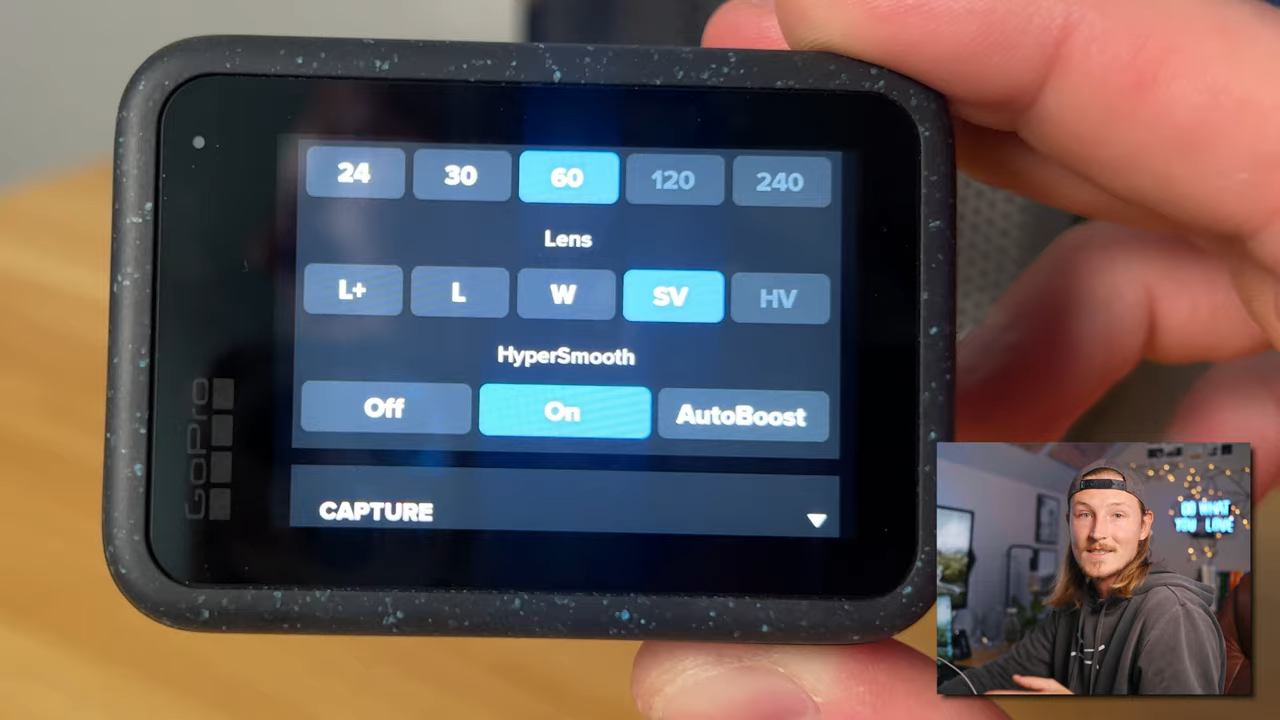 24 30 60 120 240
Lens
L+ L W SV HV
HyperSmooth
Off On AutoBoost
CAPTURE
GoPro
DO WHAT
YOU LOVE